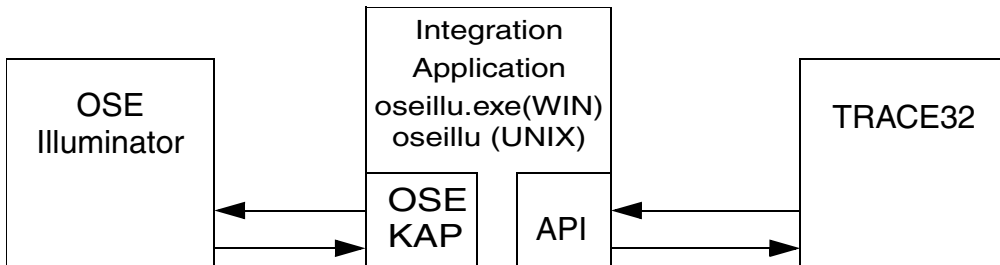 OSE
Illuminator
Integration
Application
oseillu.exe(WIN)
oseillu (UNIX)
OSE
KAP
API
TRACE32